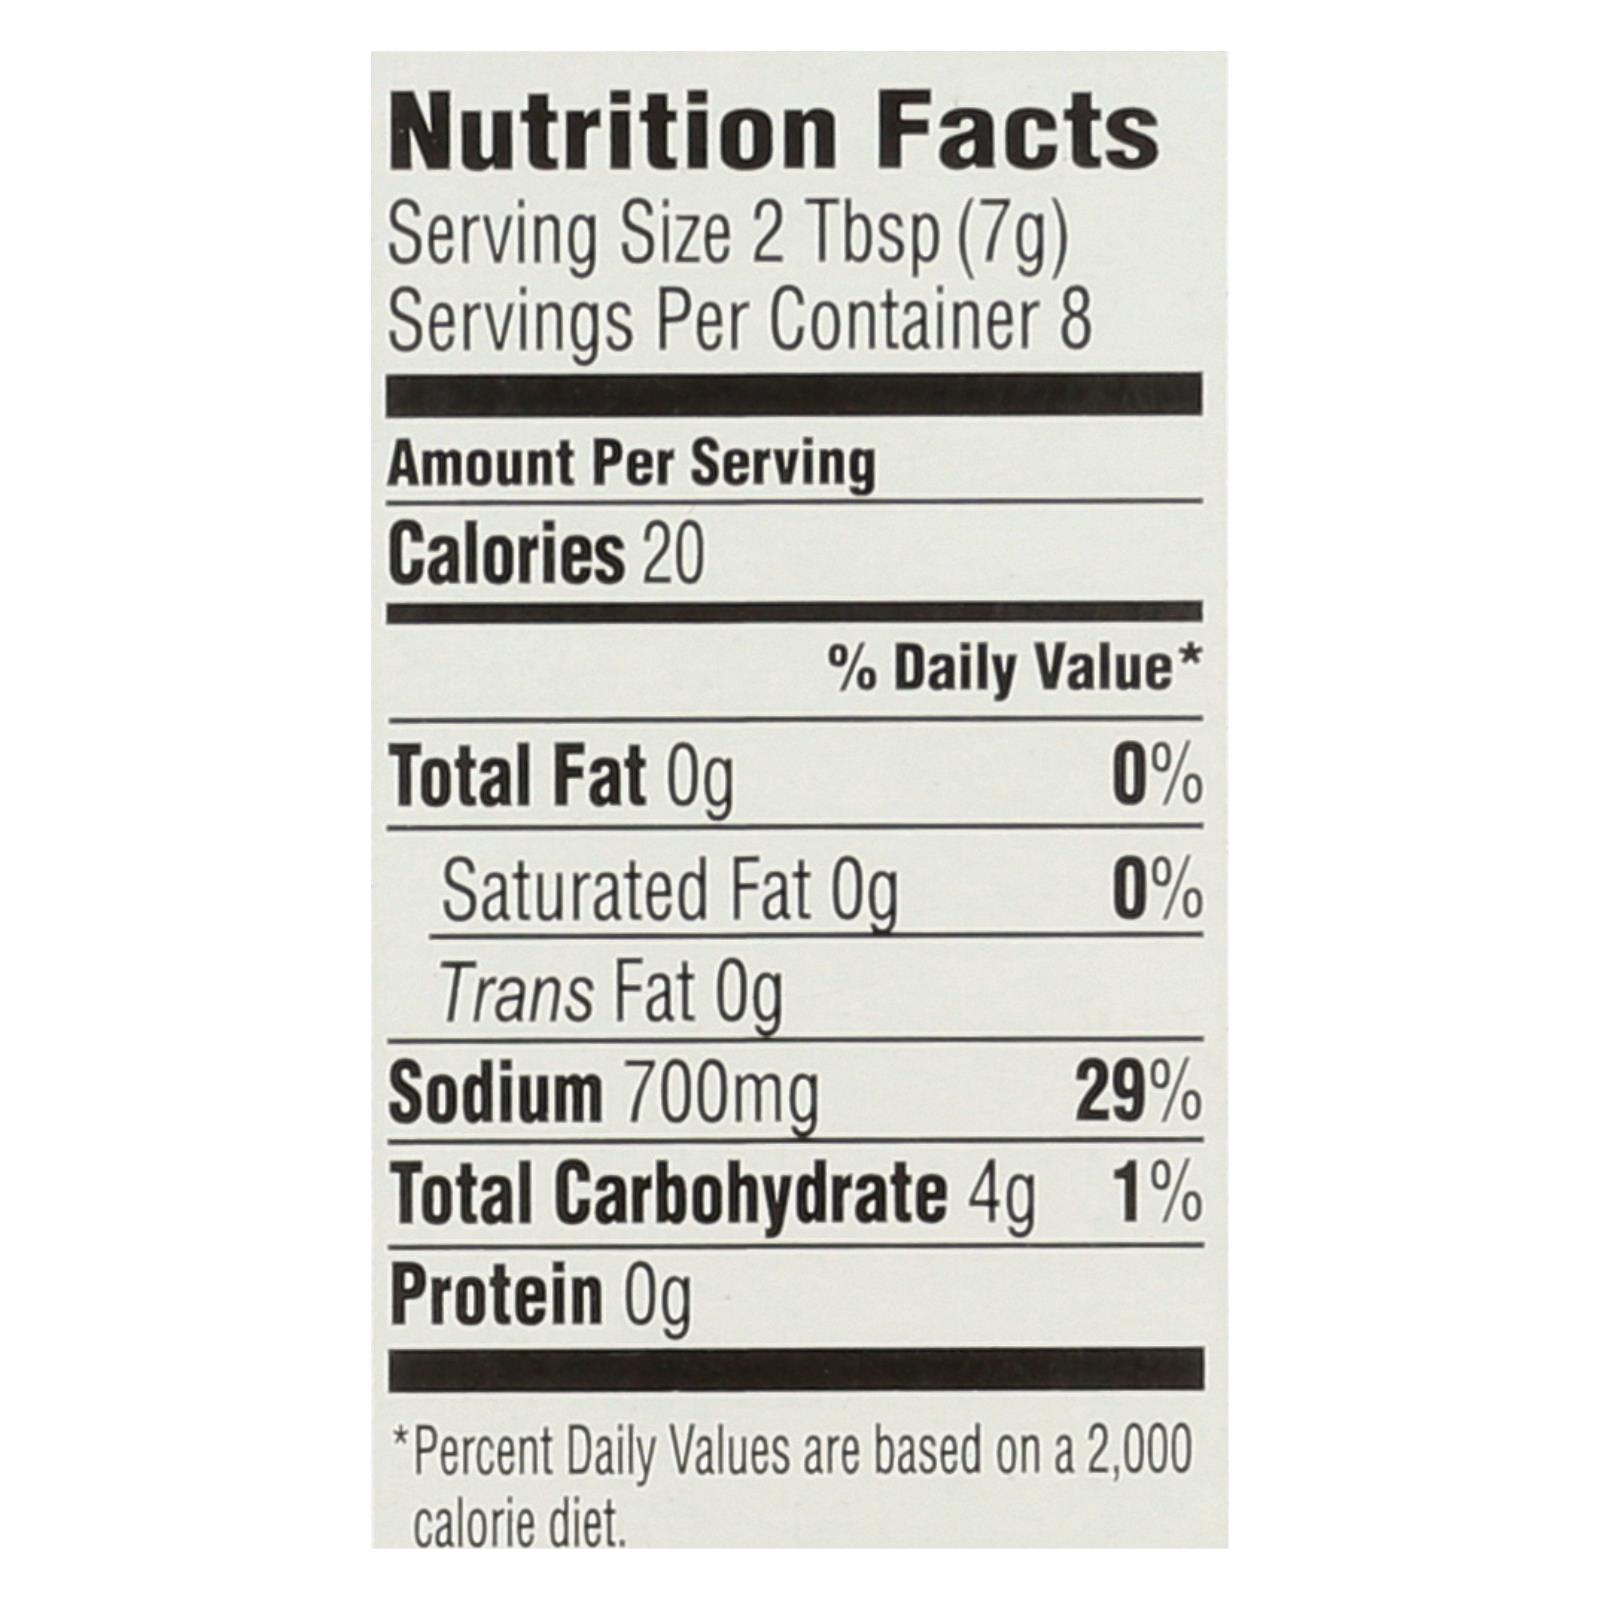 Nutrition Facts
Serving Size 2 Tbsp (7g)
Servings Per Container 8
Amount Per Serving
Calories 20
% Daily Value*
Total Fat 0g 0%
Saturated Fat 0g 0%
Trans Fat 0g
Sodium 700mg 29%
Total Carbohydrate 4g 1%
Protein 0g
*Percent Daily Values are based on a 2,000
calorie diet.